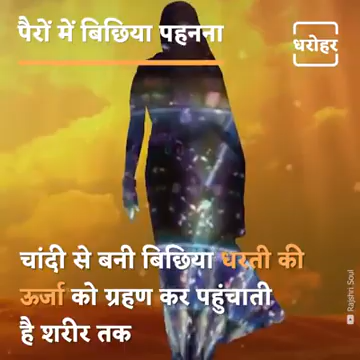 पैरों में बिछिया पहनना
धरोहर
चांदी से बनी बिछिया धरती की
ऊर्जा को ग्रहण कर पहुंचाती
है शरीर तक
Rajshri Soul